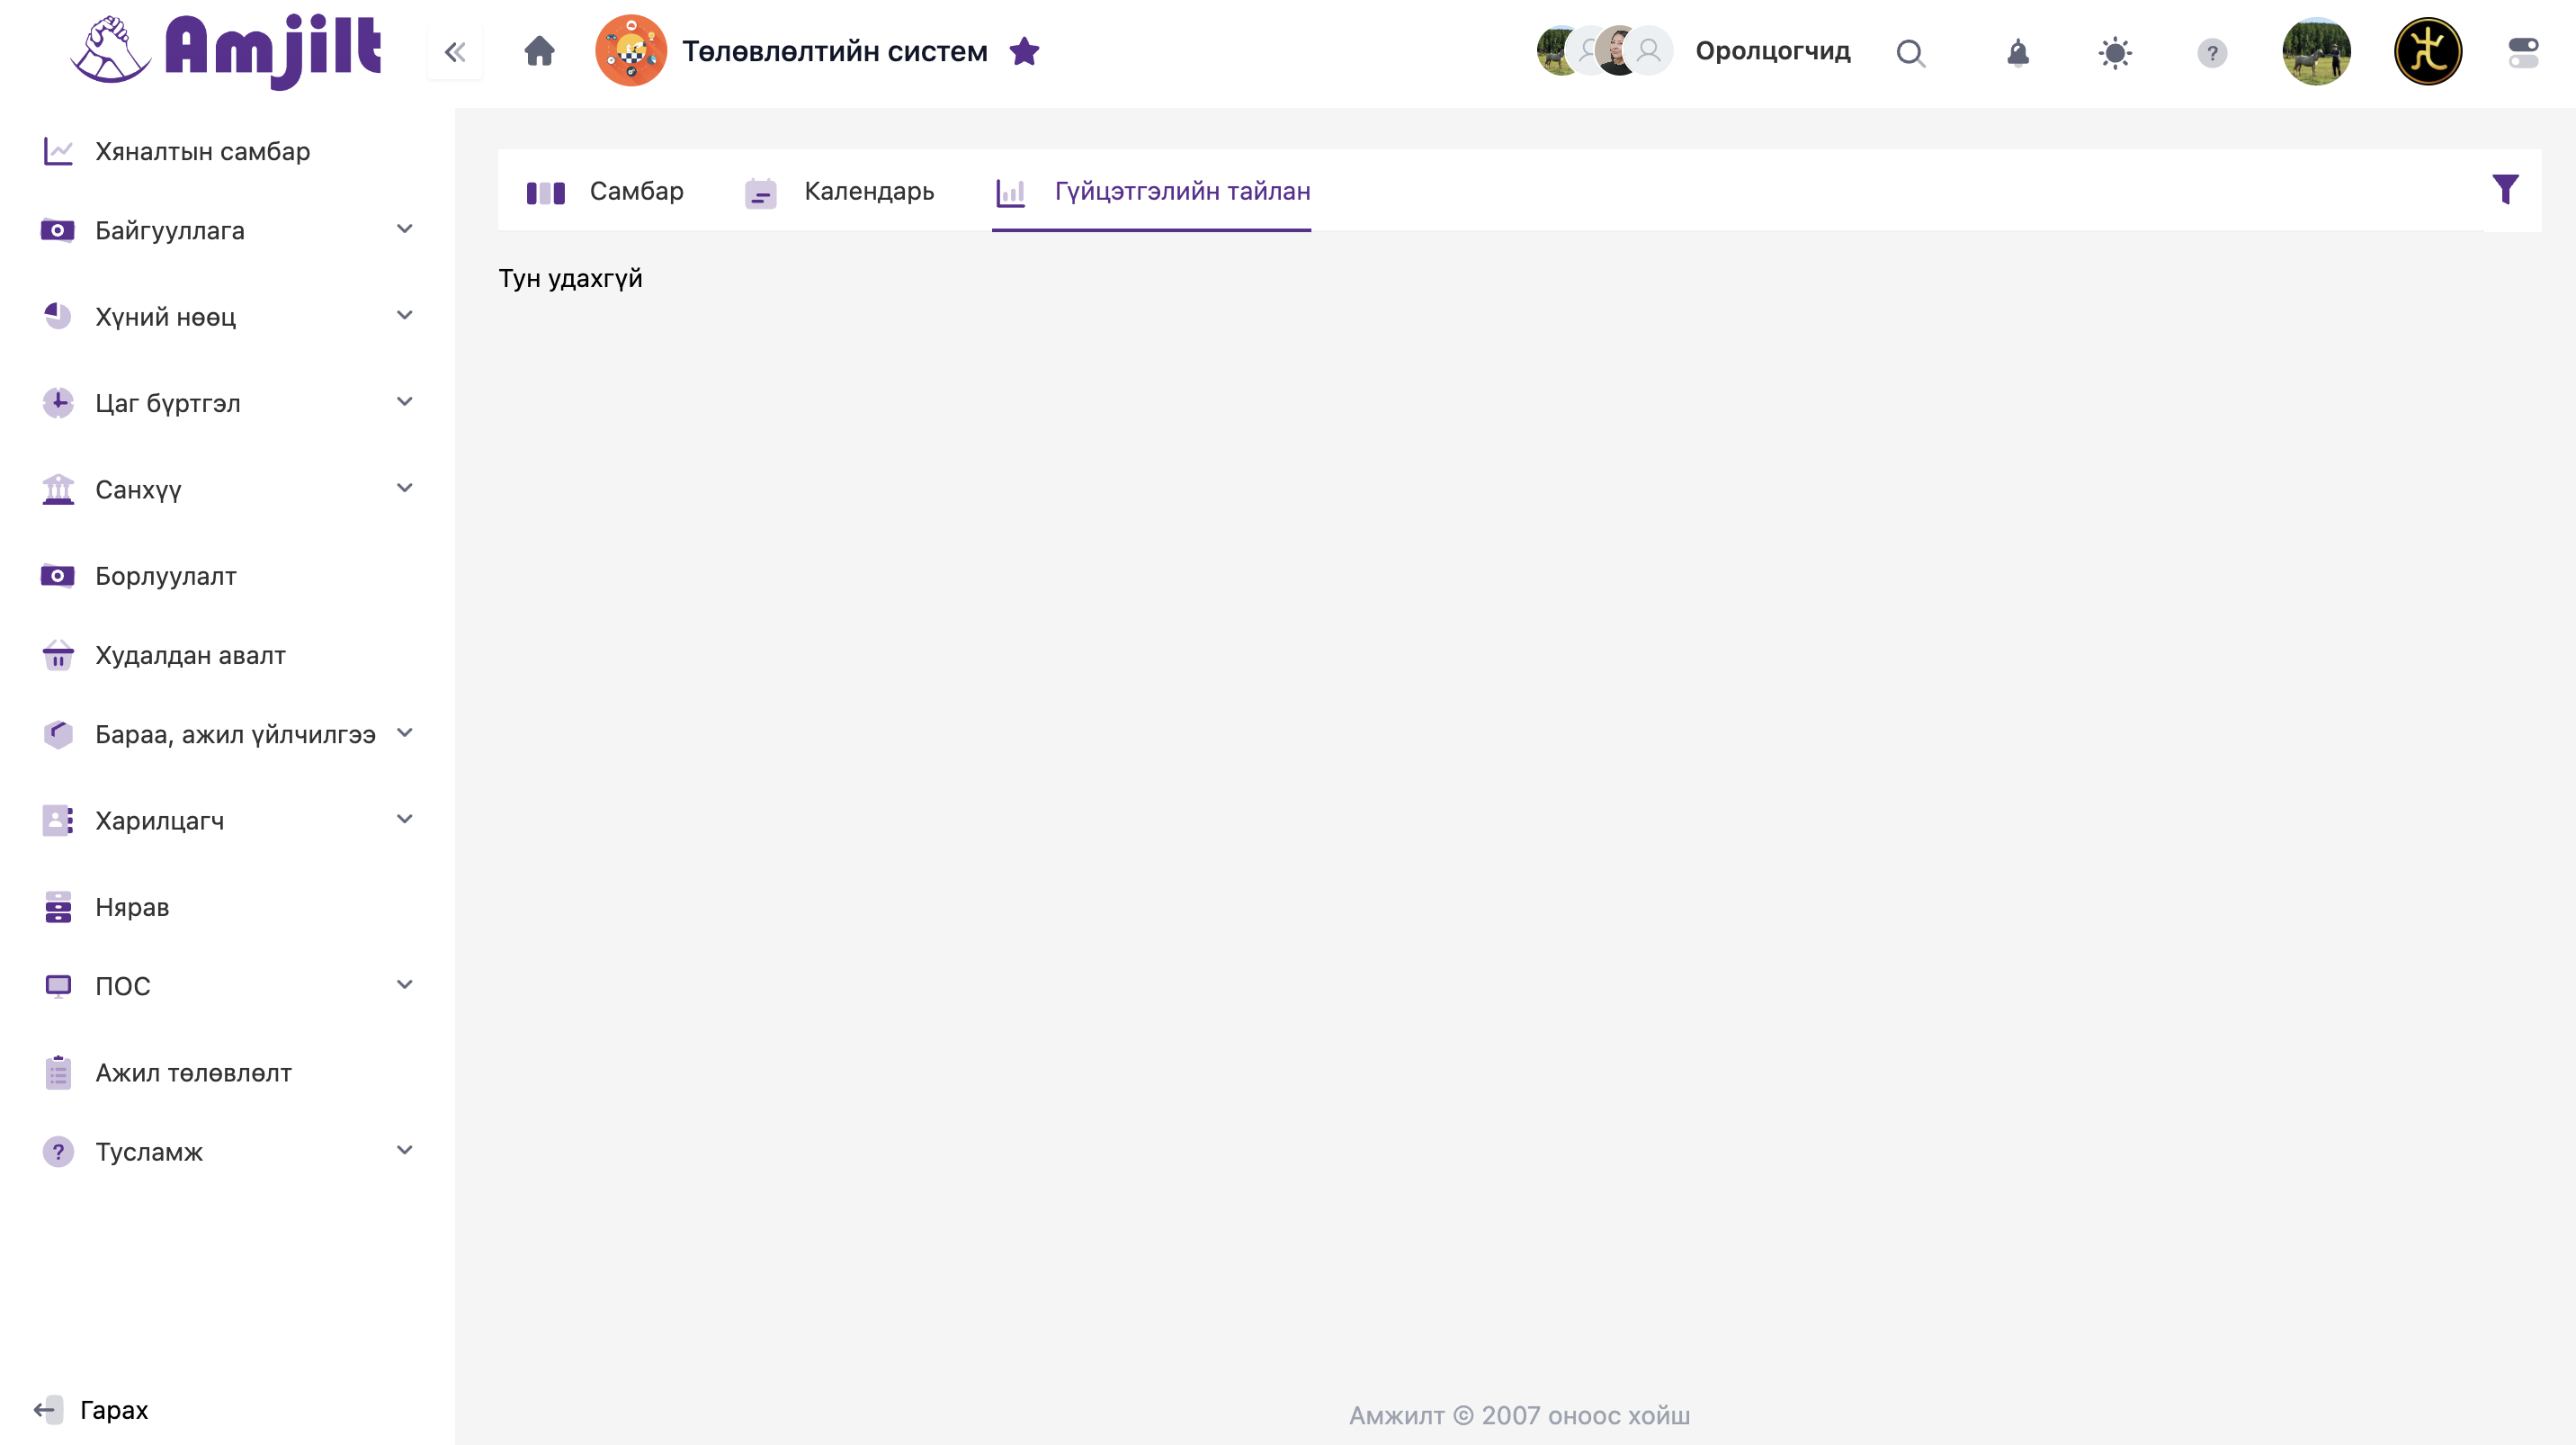 Amjilt
Төлөвлөлтийн систем
Оролцогчид
Хяналтын самбар
Байгууллага
Хүний нөөц
Цаг бүртгэл
Санхүү
Борлуулалт
Худалдан авалт
Бараа, ажил үйлчилгээ
Харилцагч
Нярав
ПОС
Ажил төлөвлөлт
Тусламж
Гарах
Самбар
Календарь
Гүйцэтгэлийн тайлан
Тун удахгүй
Амжилт © 2007 оноос хойш